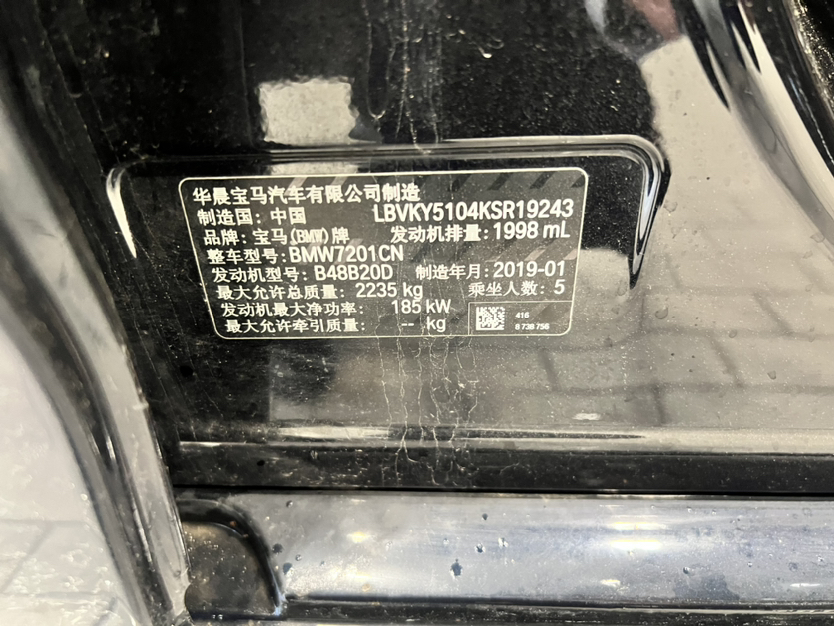 华晨宝马汽车有限公司制造
制造国: 中国 LBVKY5104KSR19243
品牌: 宝马(BMW)牌 发动机排量: 1998 mL
整车型号: BMW7201CN
发动机型号: B48B20D 制造年月: 2019-01
最大允许总质量: 2235 kg 乘坐人数: 5
发动机最大净功率: 185 kW
最大允许牵引质量: -- kg
416
8 738 756